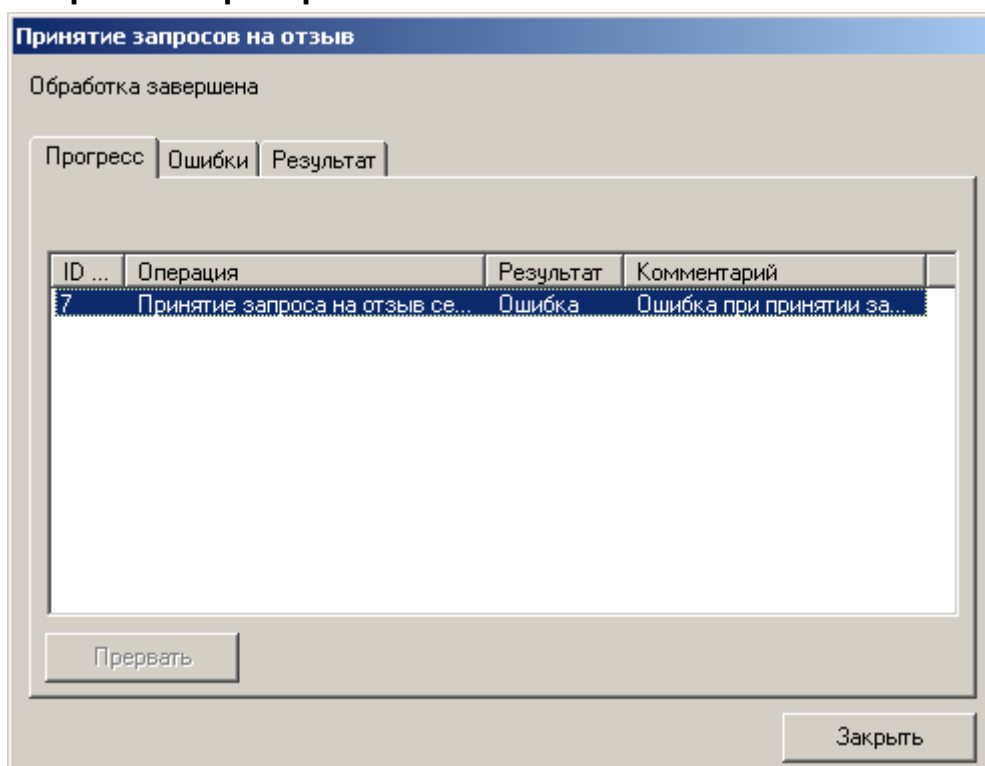 Принятие запросов на отзыв
Обработка завершена
Прогресс Ошибки Результат
ID ... Операция Результат Комментарий
7 Принятие запроса на отзыв се... Ошибка Ошибка при принятии за...
Прервать
Закрыть